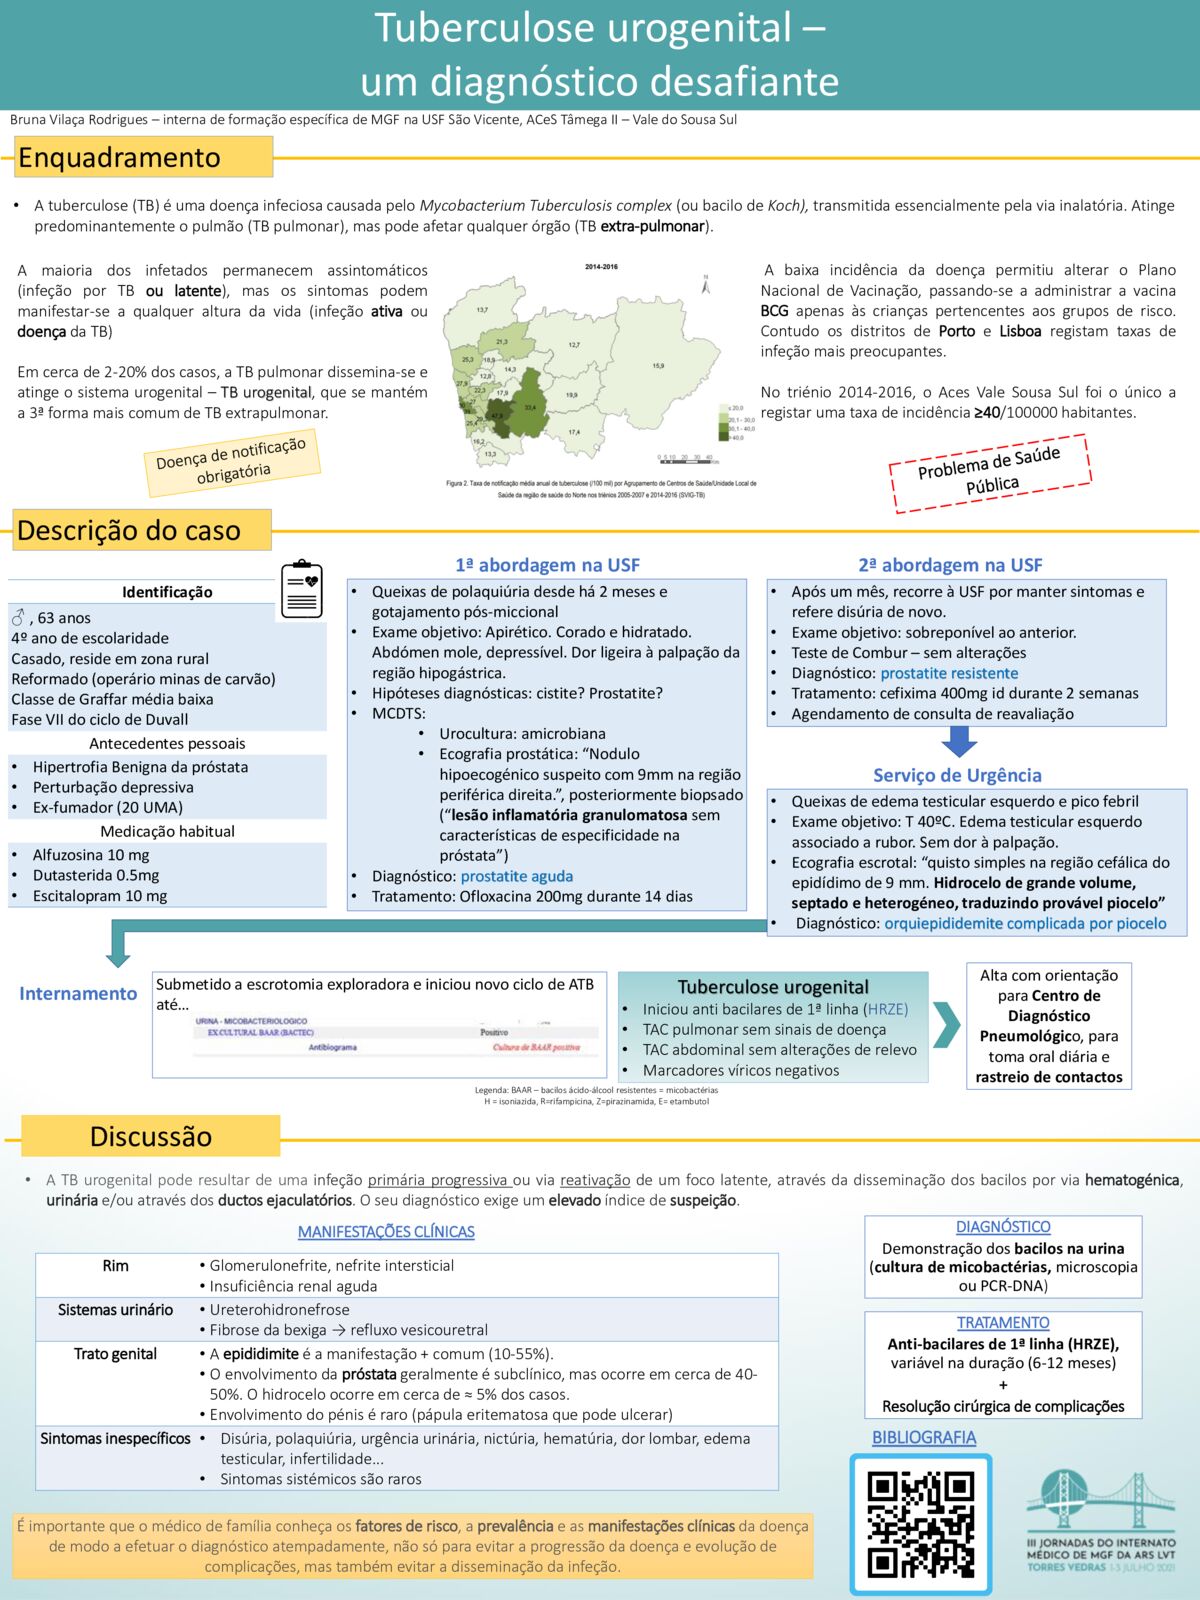 Tuberculose urogenital –
um diagnóstico desafiante
Bruna Vilaça Rodrigues – interna de formação específica de MGF na USF São Vicente, ACeS Tâmega II – Vale do Sousa Sul
Enquadramento
• A tuberculose (TB) é uma doença infeciosa causada pelo Mycobacterium Tuberculosis complex (ou bacilo de Koch), transmitida essencialmente pela via inalatória. Atinge
predominantemente o pulmão (TB pulmonar), mas pode afetar qualquer órgão (TB extra-pulmonar).
A maioria dos infetados permanecem assintomáticos
(infeção por TB ou latente), mas os sintomas podem
manifestar-se a qualquer altura da vida (infeção ativa ou
doença da TB)
Em cerca de 2-20% dos casos, a TB pulmonar dissemina-se e
atinge o sistema urogenital – TB urogenital, que se mantém
a 3ª forma mais comum de TB extrapulmonar.
Doença de notificação
obrigatória
2014-2016
N
13,7
21,3
12,7
15,9
25,3
18,9
14,3
12,8
27,9
22,3
17,9
33,4
19,9
47,3
25,4
17,4
16,2
13,3
≤ 20,0
20,1 - 30,0
30,1 - 40,0
>40,0
0 5 10 20 30 40
Figura 2. Taxa de notificação média anual de tuberculose (/100 mil) por Agrupamento de Centros de Saúde/Unidade Local de
Saúde da região de saúde do Norte nos triénios 2005-2007 e 2014-2016 (SVIG-TB)
A baixa incidência da doença permitiu alterar o Plano
Nacional de Vacinação, passando-se a administrar a vacina
BCG apenas às crianças pertencentes aos grupos de risco.
Contudo os distritos de Porto e Lisboa registam taxas de
infeção mais preocupantes.
No triénio 2014-2016, o Aces Vale Sousa Sul foi o único a
registar uma taxa de incidência ≥40/100000 habitantes.
Problema de Saúde
Pública
Descrição do caso
Identificação
♂ , 63 anos
4º ano de escolaridade
Casado, reside em zona rural
Reformado (operário minas de carvão)
Classe de Graffar média baixa
Fase VII do ciclo de Duvall
Antecedentes pessoais
• Hipertrofia Benigna da próstata
• Perturbação depressiva
• Ex-fumador (20 UMA)
Medicação habitual
• Alfuzosina 10 mg
• Dutasterida 0.5mg
• Escitalopram 10 mg
1ª abordagem na USF
• Queixas de polaquiúria desde há 2 meses e
gotajamento pós-miccional
• Exame objetivo: Apirético. Corado e hidratado.
Abdómen mole, depressível. Dor ligeira à palpação da
região hipogástrica.
• Hipóteses diagnósticas: cistite? Prostatite?
• MCDTS:
• Urocultura: amicrobiana
• Ecografia prostática: “Nodulo
hipoecogénico suspeito com 9mm na região
periférica direita.”, posteriormente biopsado
(“lesão inflamatória granulomatosa sem
características de especificidade na
próstata”)
• Diagnóstico: prostatite aguda
• Tratamento: Ofloxacina 200mg durante 14 dias
2ª abordagem na USF
• Após um mês, recorre à USF por manter sintomas e
refere disúria de novo.
• Exame objetivo: sobreponível ao anterior.
• Teste de Combur – sem alterações
• Diagnóstico: prostatite resistente
• Tratamento: cefixima 400mg id durante 2 semanas
• Agendamento de consulta de reavaliação
Serviço de Urgência
• Queixas de edema testicular esquerdo e pico febril
• Exame objetivo: T 40ºC. Edema testicular esquerdo
associado a rubor. Sem dor à palpação.
• Ecografia escrotal: “quisto simples na região cefálica do
epidídimo de 9 mm. Hidrocelo de grande volume,
septado e heterogéneo, traduzindo provável piocelo”
• Diagnóstico: orquiepididemite complicada por piocelo
Internamento
Submetido a escrotomia exploradora e iniciou novo ciclo de ATB
até...
URINA - MICOBACTERIOLOGICO
EX.CULTURAL BAAR (BACTEC) Positivo
Antibiograma Cultura de BAAR positiva
Tuberculose urogenital
• Iniciou anti bacilares de 1ª linha (HRZE)
• TAC pulmonar sem sinais de doença
• TAC abdominal sem alterações de relevo
• Marcadores víricos negativos
Alta com orientação
para Centro de
Diagnóstico
Pneumológico, para
toma oral diária e
rastreio de contactos
Legenda: BAAR – bacilos ácido-álcool resistentes = micobactérias
H = isoniazida, R=rifampicina, Z=pirazinamida, E= etambutol
Discussão
• A TB urogenital pode resultar de uma infeção primária progressiva ou via reativação de um foco latente, através da disseminação dos bacilos por via hematogénica,
urinária e/ou através dos ductos ejaculatórios. O seu diagnóstico exige um elevado índice de suspeição.
MANIFESTAÇÕES CLÍNICAS
Rim • Glomerulonefrite, nefrite intersticial
• Insuficiência renal aguda
Sistemas urinário • Ureterohidronefrose
• Fibrose da bexiga → refluxo vesicouretral
Trato genital • A epididimite é a manifestação + comum (10-55%).
• O envolvimento da próstata geralmente é subclínico, mas ocorre em cerca de 40-
50%. O hidrocelo ocorre em cerca de ≈ 5% dos casos.
• Envolvimento do pénis é raro (pápula eritematosa que pode ulcerar)
Sintomas inespecíficos • Disúria, polaquiúria, urgência urinária, nictúria, hematúria, dor lombar, edema
testicular, infertilidade...
• Sintomas sistémicos são raros
DIAGNÓSTICO
Demonstração dos bacilos na urina
(cultura de micobactérias, microscopia
ou PCR-DNA)
TRATAMENTO
Anti-bacilares de 1ª linha (HRZE),
variável na duração (6-12 meses)
+
Resolução cirúrgica de complicações
BIBLIOGRAFIA
É importante que o médico de família conheça os fatores de risco, a prevalência e as manifestações clínicas da doença
de modo a efetuar o diagnóstico atempadamente, não só para evitar a progressão da doença e evolução de
complicações, mas também evitar a disseminação da infeção.
III JORNADAS DO INTERNATO
MÉDICO DE MGF DA ARS LVT
TORRES VEDRAS 1-3 JULHO 2021